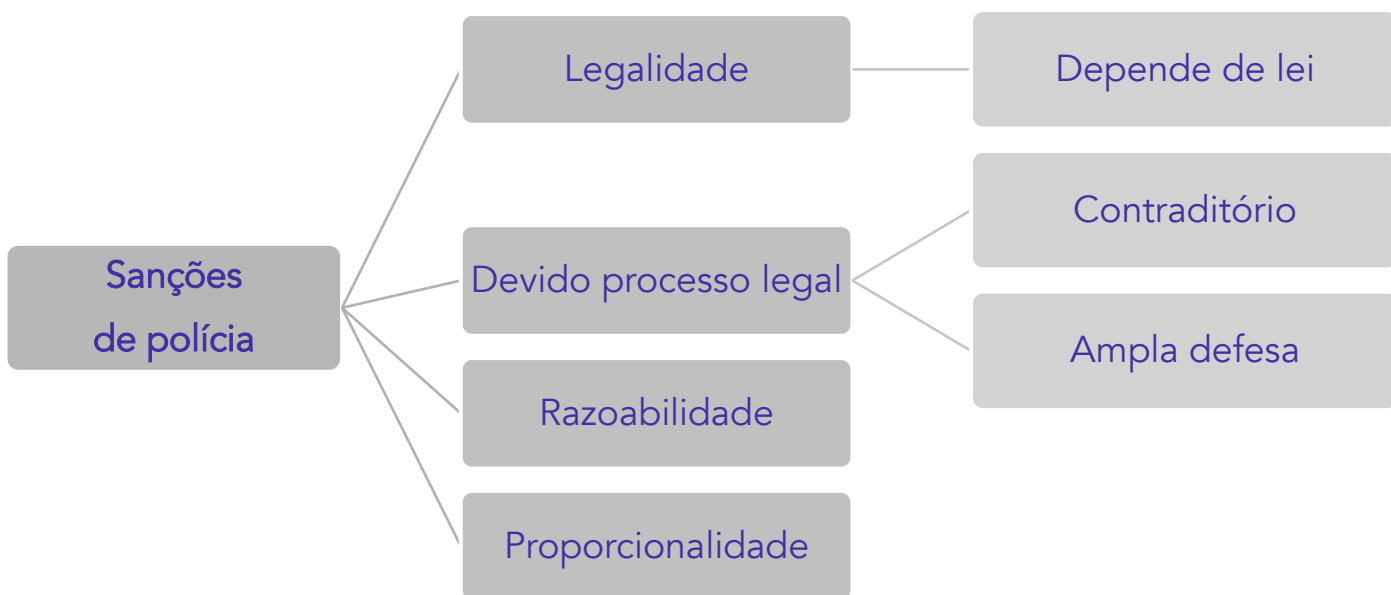 Sanções
de polícia
Legalidade
Depende de lei
Devido processo legal
Contraditório
Ampla defesa
Razoabilidade
Proporcionalidade